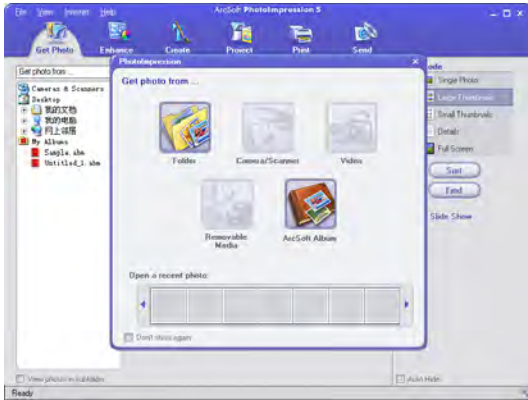 File View Internet Help
ArcSoft PhotoImpression 5
Get Photo Enhance Create Project Print Send
PhotoImpression
Get photo from ...
Get photo from ...
Cameras & Scanners
Desktop
我的文档
我的电脑
网上邻居
My Albums
Sample.abm
Untitled_1.abm
Folder
Camera/Scanner
Video
Removable
Media
ArcSoft Album
Open a recent photo:
Don't show again
Single Photo
Large Thumbnails
Small Thumbnails
Details
Full Screen
Sort
Find
Slide Show
View photos in subfolder
Auto Hide
Ready